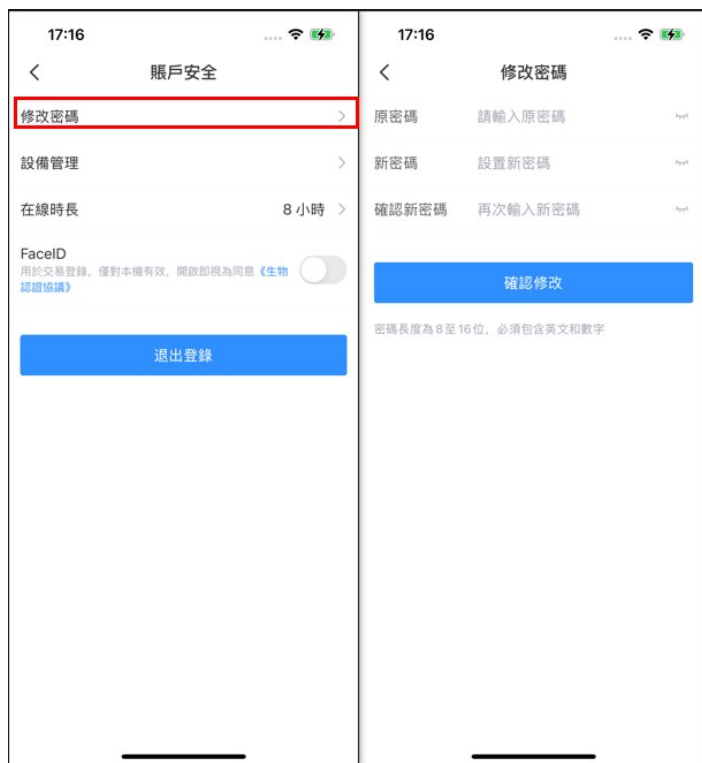 17:16
賬戶安全
修改密碼
設備管理
在線時長 8 小時
FaceID
用於交易登錄，僅對本機有效，開啟即視為同意《生物
認證協議》
退出登錄
17:16
修改密碼
原密碼 請輸入原密碼
新密碼 設置新密碼
確認新密碼 再次輸入新密碼
確認修改
密碼長度為 8 至 16 位，必須包含英文和數字